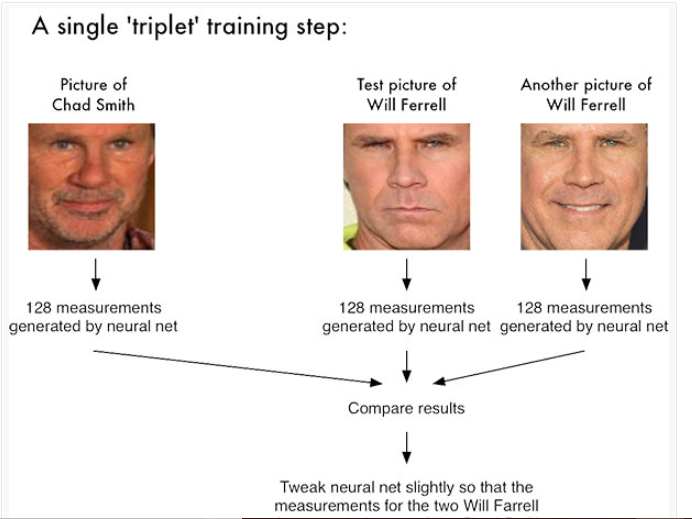 A single 'triplet' training step:
Picture of
Chad Smith
Test picture of
Will Ferrell
Another picture of
Will Ferrell
128 measurements
generated by neural net
128 measurements
generated by neural net
128 measurements
generated by neural net
Compare results
Tweak neural net slightly so that the
measurements for the two Will Farrell